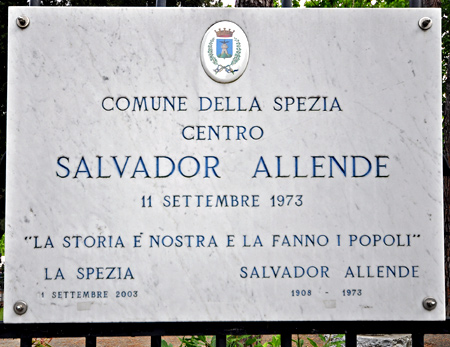 COMUNE DELLA SPEZIA
CENTRO
SALVADOR ALLENDE
11 SETTEMBRE 1973
"LA STORIA E' NOSTRA E LA FANNO I POPOLI"
LA SPEZIA SALVADOR ALLENDE
1 SETTEMBRE 2003 1908 - 1973